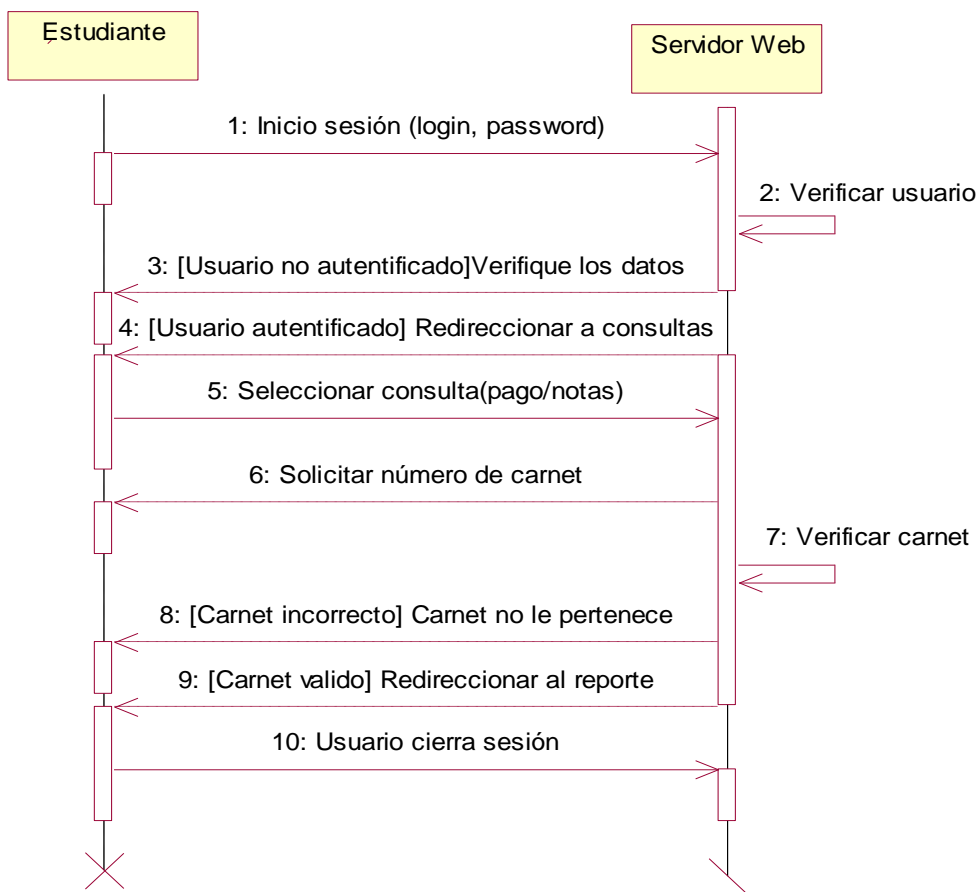 Estudiante
Servidor Web
1: Inicio sesión (login, password)
2: Verificar usuario
3: [Usuario no autentificado]Verifique los datos
4: [Usuario autentificado] Redireccionar a consultas
5: Seleccionar consulta(pago/notas)
6: Solicitar número de carnet
7: Verificar carnet
8: [Carnet incorrecto] Carnet no le pertenece
9: [Carnet valido] Redireccionar al reporte
10: Usuario cierra sesión